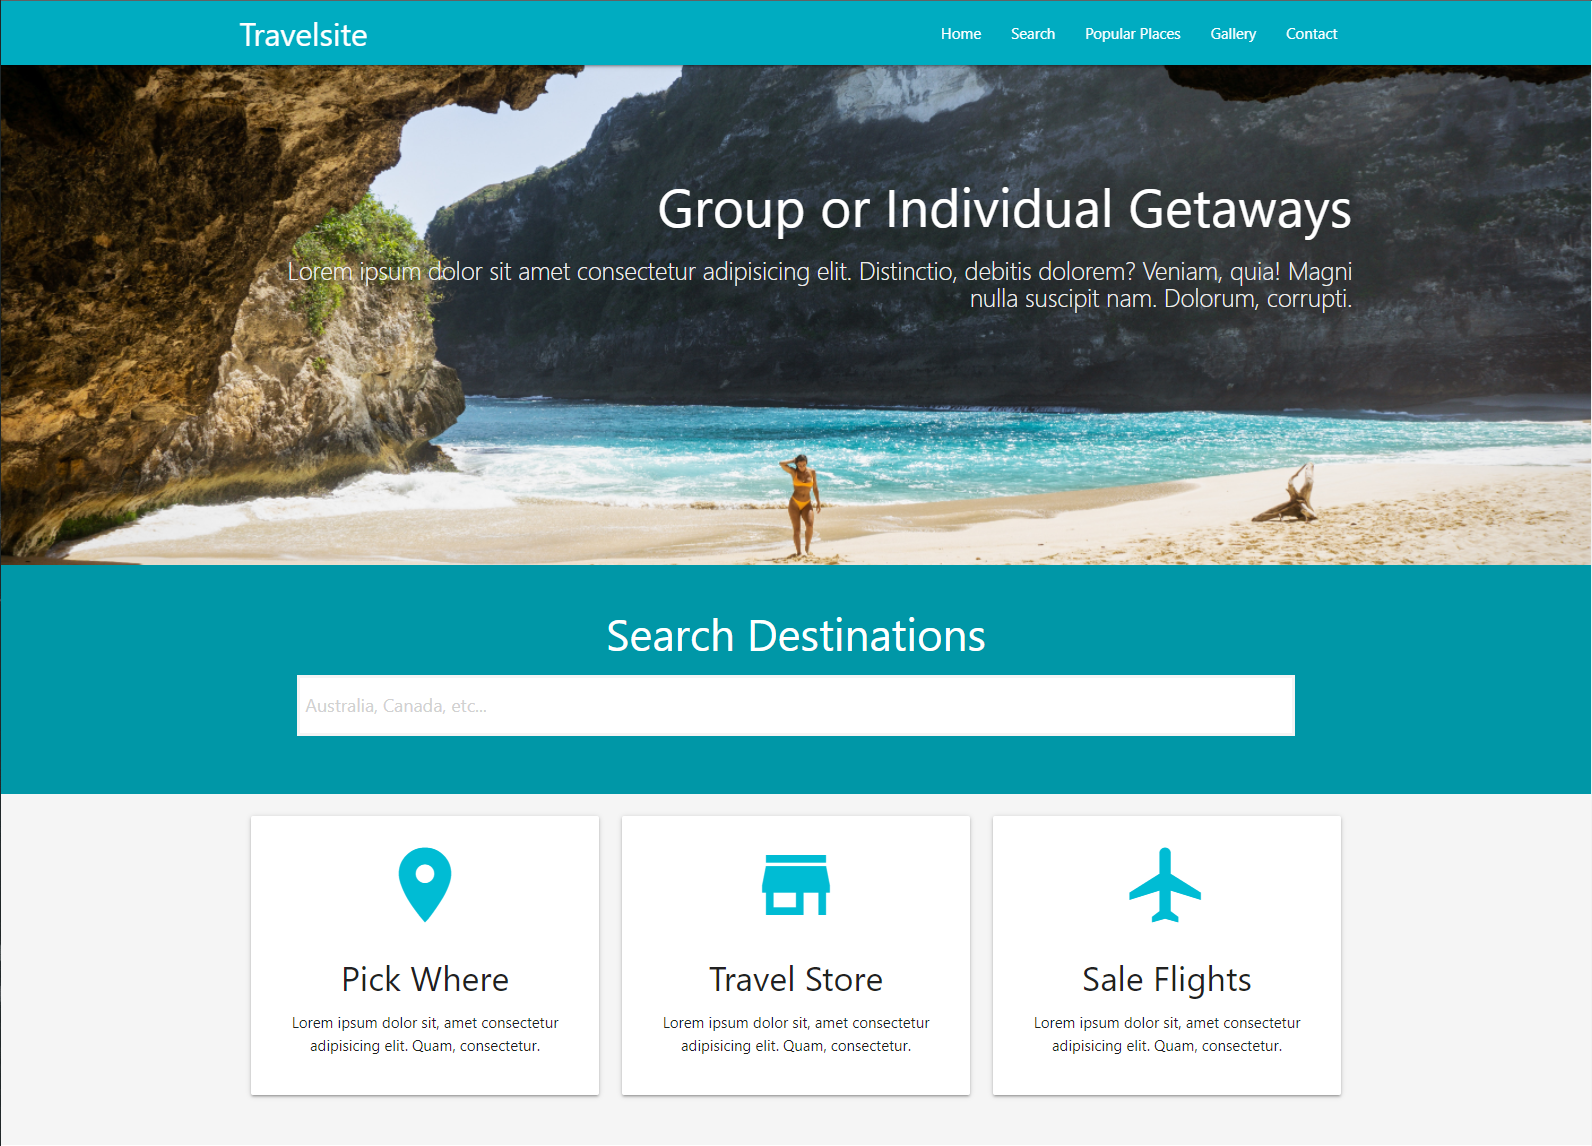 Travelsite
Home Search Popular Places Gallery Contact
Group or Individual Getaways
Lorem ipsum dolor sit amet consectetur adipisicing elit. Distinctio, debitis dolorem? Veniam, quia! Magni
nulla suscipit nam. Dolorum, corrupti.
Search Destinations
Australia, Canada, etc...
Pick Where
Lorem ipsum dolor sit, amet consectetur
adipisicing elit. Quam, consectetur.
Travel Store
Lorem ipsum dolor sit, amet consectetur
adipisicing elit. Quam, consectetur.
Sale Flights
Lorem ipsum dolor sit, amet consectetur
adipisicing elit. Quam, consectetur.